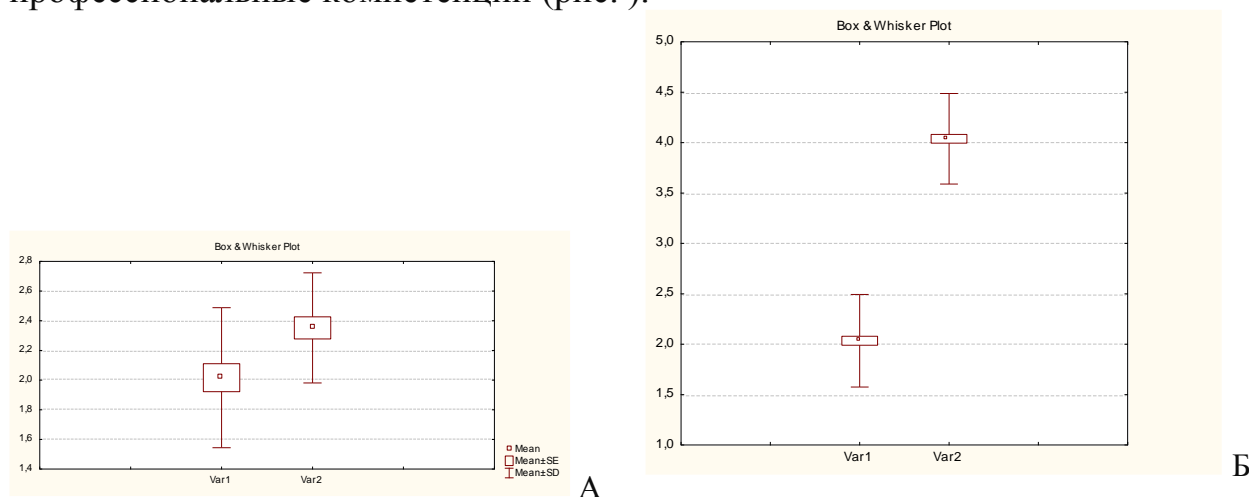 профессиональные компетенции (рис. ).
Box & Whisker Plot
2,8
2,6
2,4
2,2
2,0
1,8
1,6
1,4
Var1
Var2
Mean
Mean±SE
Mean±SD
А
Box & Whisker Plot
5,0
4,5
4,0
3,5
3,0
2,5
2,0
1,5
1,0
Var1
Var2
Б